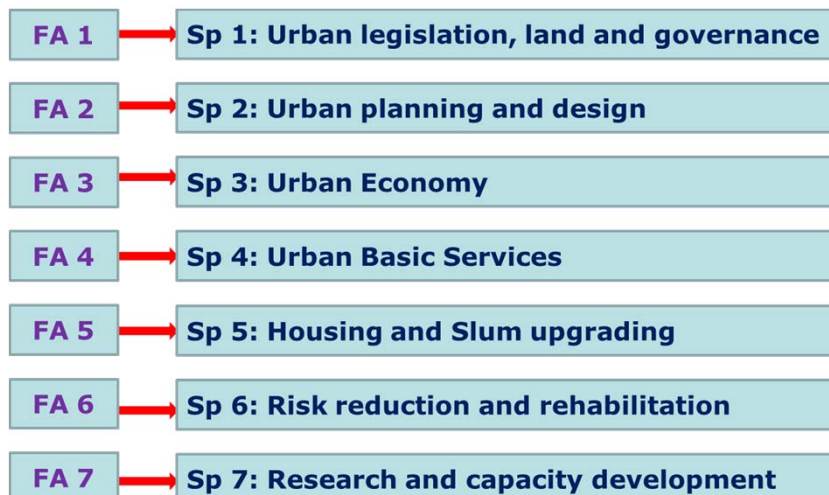 FA 1 Sp 1: Urban legislation, land and governance
FA 2 Sp 2: Urban planning and design
FA 3 Sp 3: Urban Economy
FA 4 Sp 4: Urban Basic Services
FA 5 Sp 5: Housing and Slum upgrading
FA 6 Sp 6: Risk reduction and rehabilitation
FA 7 Sp 7: Research and capacity development